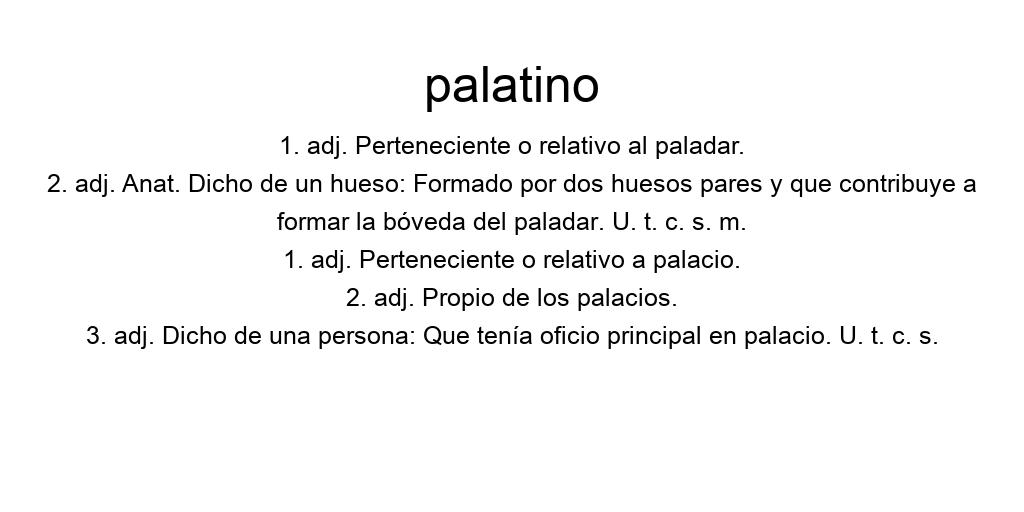 palatino
1. adj. Perteneciente o relativo al paladar.
2. adj. Anat. Dicho de un hueso: Formado por dos huesos pares y que contribuye a
formar la bóveda del paladar. U. t. c. s. m.
1. adj. Perteneciente o relativo a palacio.
2. adj. Propio de los palacios.
3. adj. Dicho de una persona: Que tenía oficio principal en palacio. U. t. c. s.